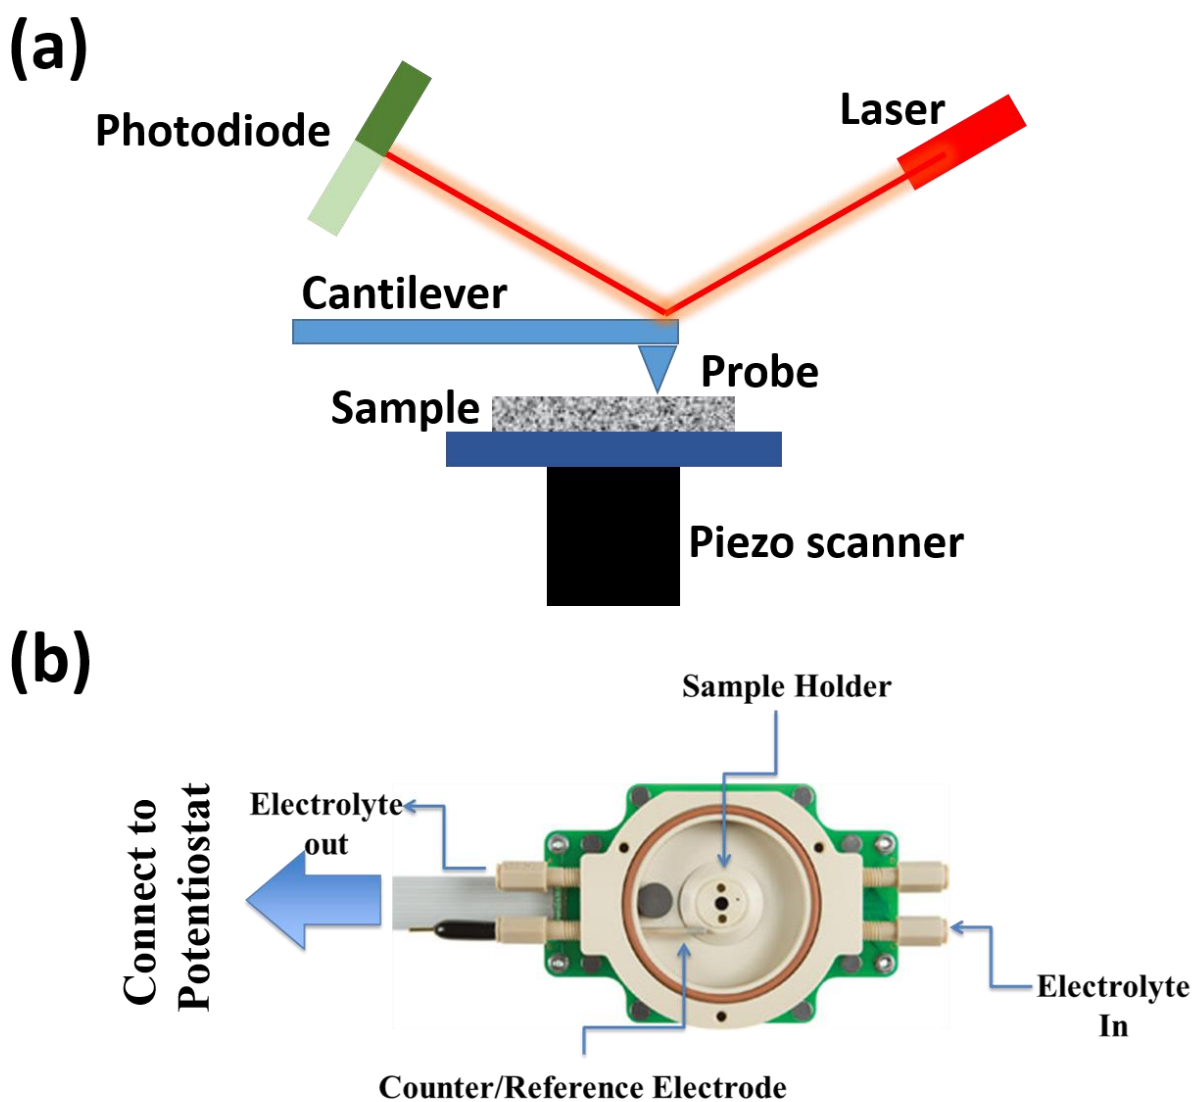 (a)
Photodiode
Laser
Cantilever
Probe
Sample
Piezo scanner
(b)
Sample Holder
Connect to
Potentiostat
Electrolyte
out
Electrolyte
In
Counter/Reference Electrode